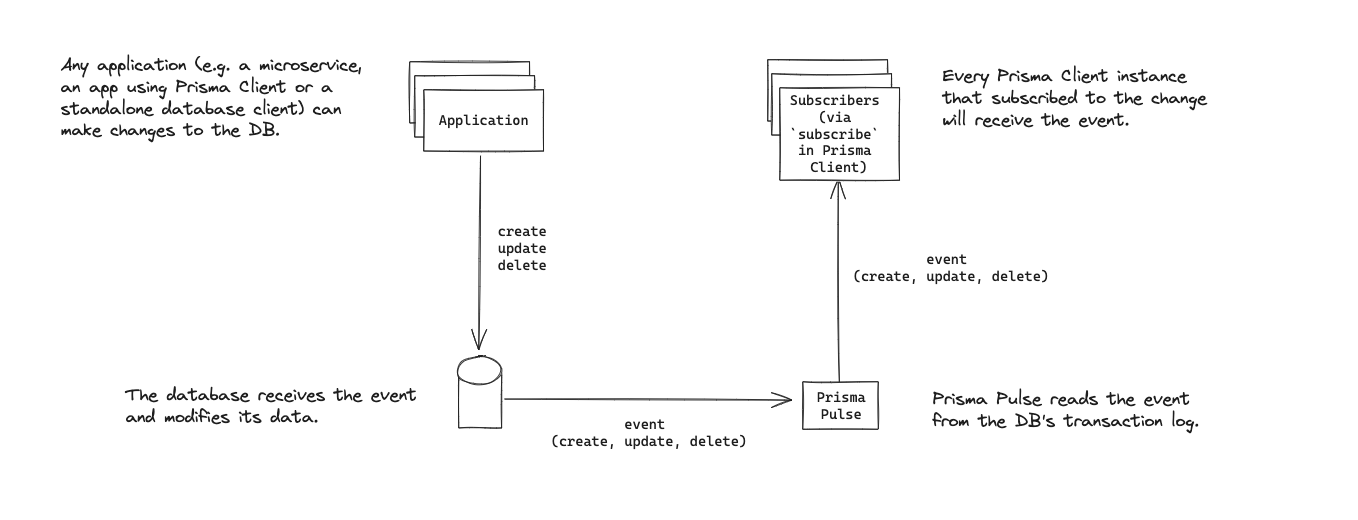 Any application (e.g. a microservice,
an app using Prisma Client or a
standalone database client) can
make changes to the DB.
Application
Subscribers
(via
`subscribe`
in Prisma
Client)
Every Prisma Client instance
that subscribed to the change
will receive the event.
create
update
delete
event
(create, update, delete)
The database receives the event
and modifies its data.
event
(create, update, delete)
Prisma
Pulse
Prisma Pulse reads the event
from the DB's transaction log.